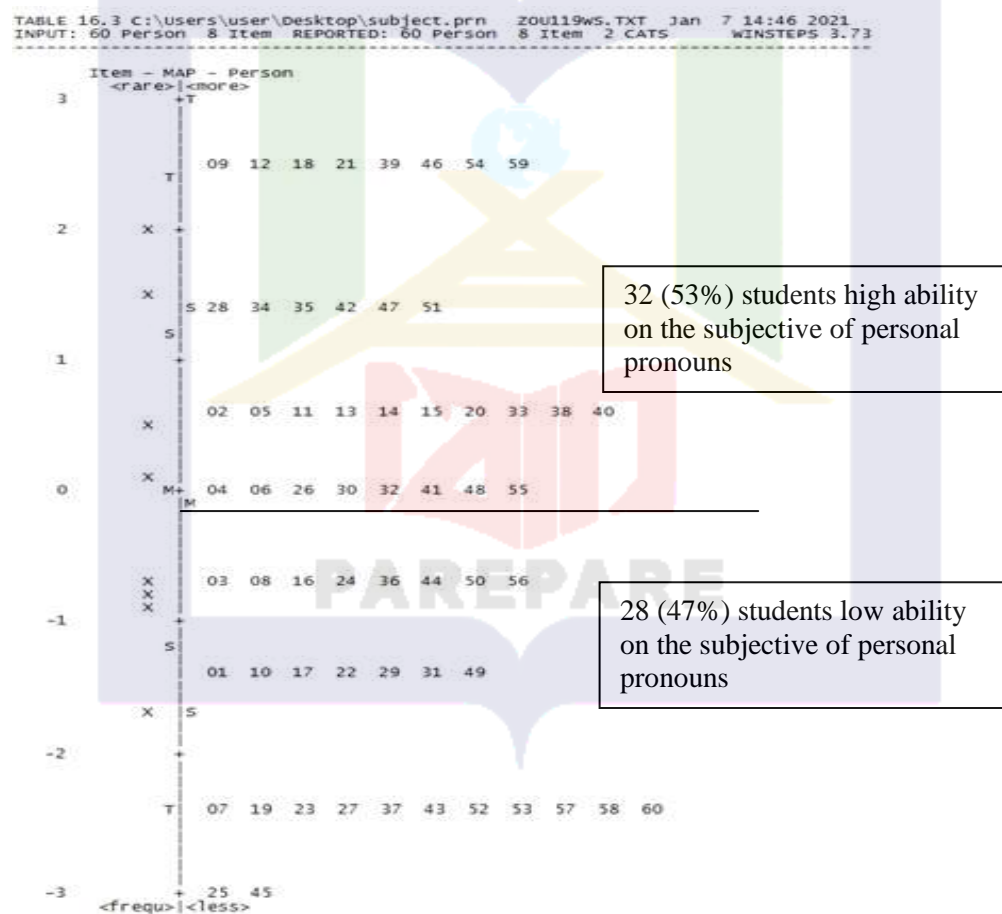 TABLE 16.3 C:\Users\user\Desktop\subject.prn ZOU119WS.TXT Jan 7 14:46 2021
INPUT: 60 Person 8 Item REPORTED: 60 Person 8 Item 2 CATS WINSTEPS 3.73
--------------------------------------------------------------------------------
Item - MAP - Person
<rare>|<more>
3 +T
09 12 18 21 39 46 54 59
T|
2 X +
X |S 28 34 35 42 47 51
32 (53%) students high ability
on the subjective of personal
pronouns
S|
1 +
02 05 11 13 14 15 20 33 38 40
X |
X |
0 M+ 04 06 26 30 32 41 48 55
|M
X | 03 08 16 24 36 44 50 56
X |
X |
PAREPARE
28 (47%) students low ability
on the subjective of personal
pronouns
-1 +
S|
01 10 17 22 29 31 49
X |S
-2 +
T| 07 19 23 27 37 43 52 53 57 58 60
-3 + 25 45
<frequ>|<less>